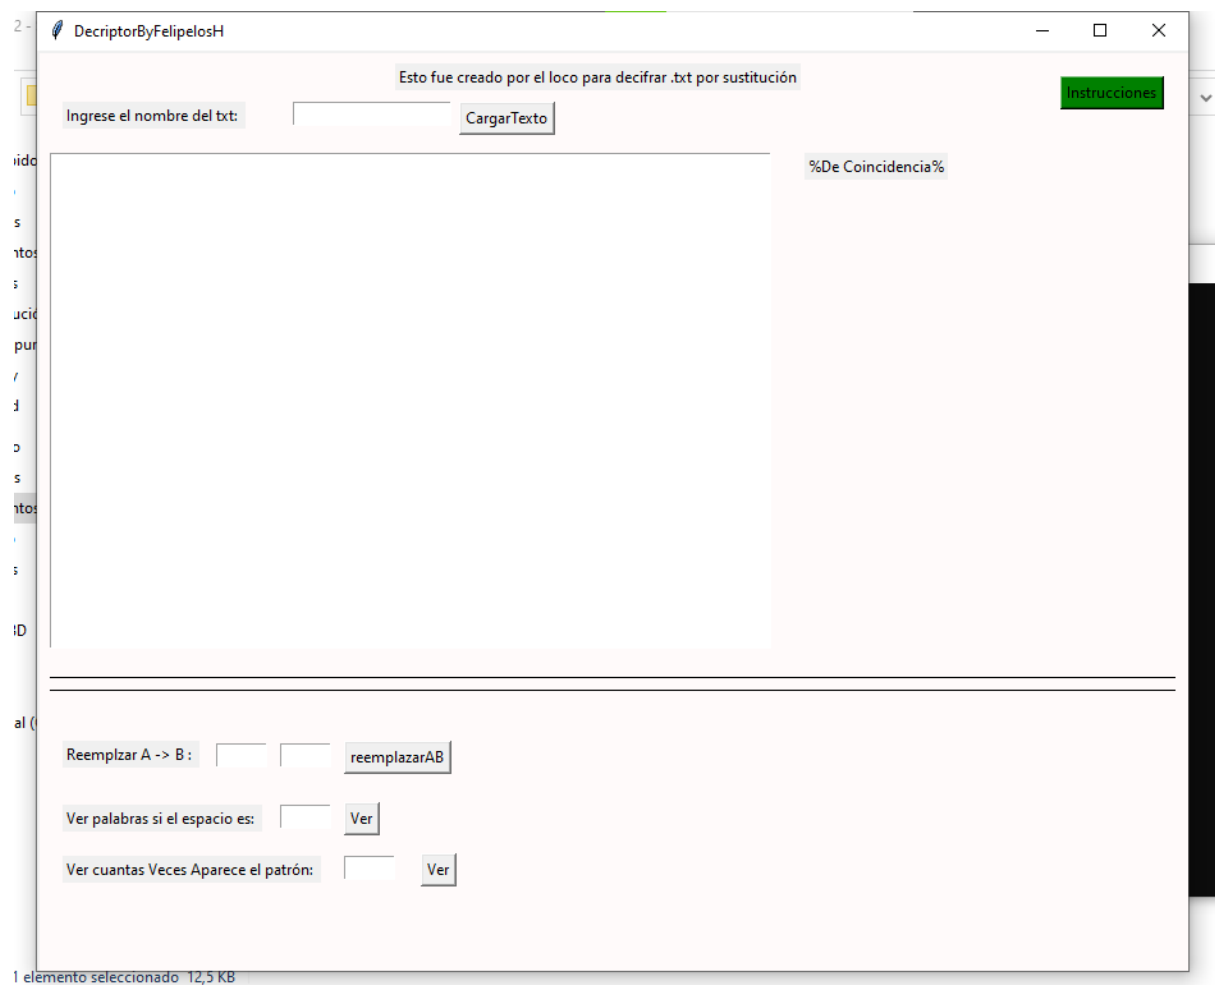 2 -
DecriptorByFelipelosH
Esto fue creado por el loco para decifrar .txt por sustitución
Instrucciones
Ingrese el nombre del txt:
CargarTexto
%De Coincidencia%
Reemplzar A -> B :
reemplazarAB
Ver palabras si el espacio es:
Ver
Ver cuantas Veces Aparece el patrón:
Ver
1 elemento seleccionado 12,5 KB